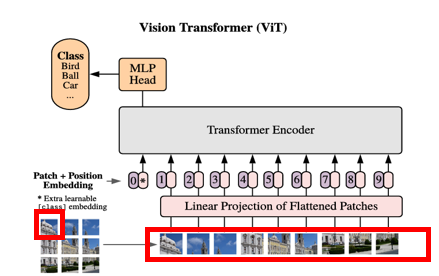 Vision Transformer (ViT)
Class
Bird
Ball
Car
...
MLP
Head
Transformer Encoder
Patch + Position
Embedding
0 * 1 2 3 4 5 6 7 8 9
* Extra learnable
[class] embedding
Linear Projection of Flattened Patches